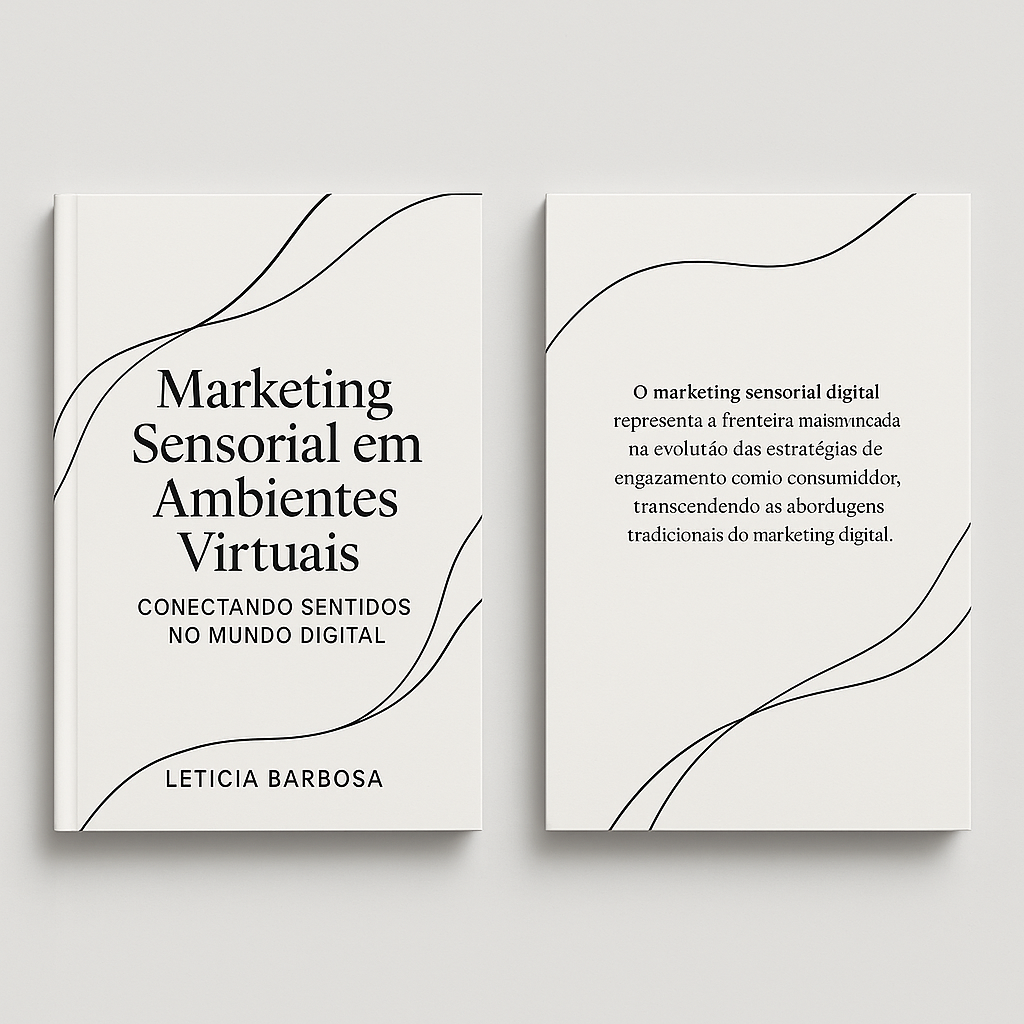 Marketing
Sensorial em
Ambientes
Virtuais
CONECTANDO SENTIDOS
NO MUNDO DIGITAL
LETICIA BARBOSA
O marketing sensorial digital
representa a frenteira
na evolutáo das estratégias de
engazamento comio consumiddor,
transcendendo as abordugens
tradicionais do marketing digital.